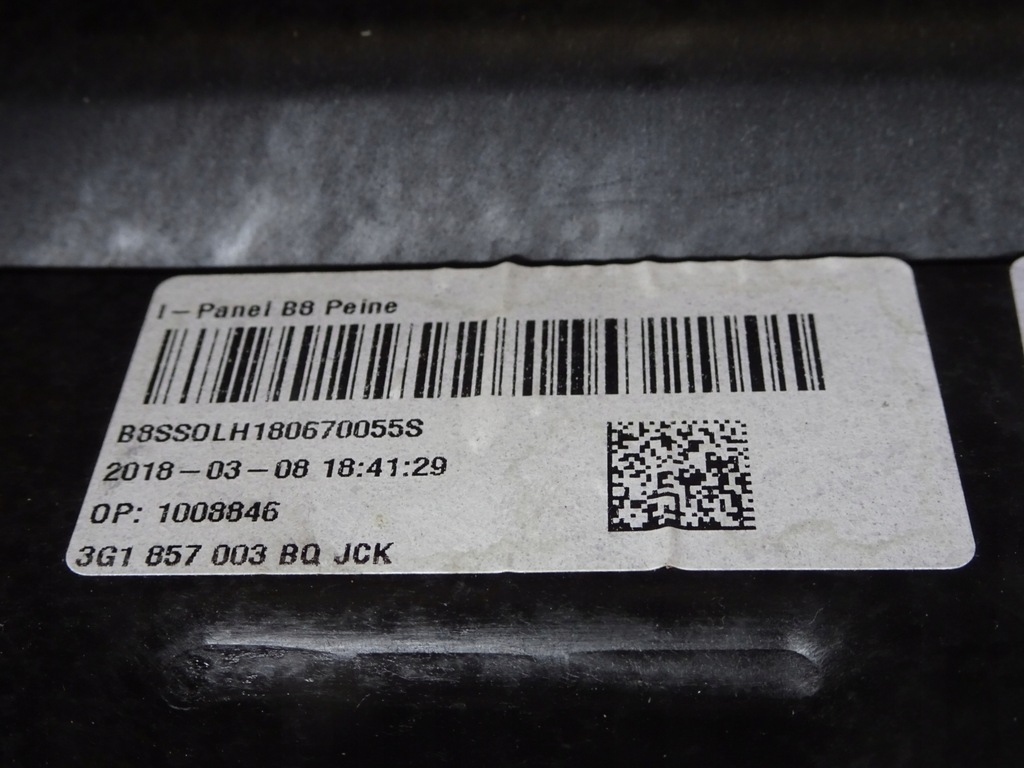 I-Panel B8 Peine
B8SSOLH180670055S
2018-03-08 18:41:29
OP: 1008846
3G1 857 003 BQ JCK